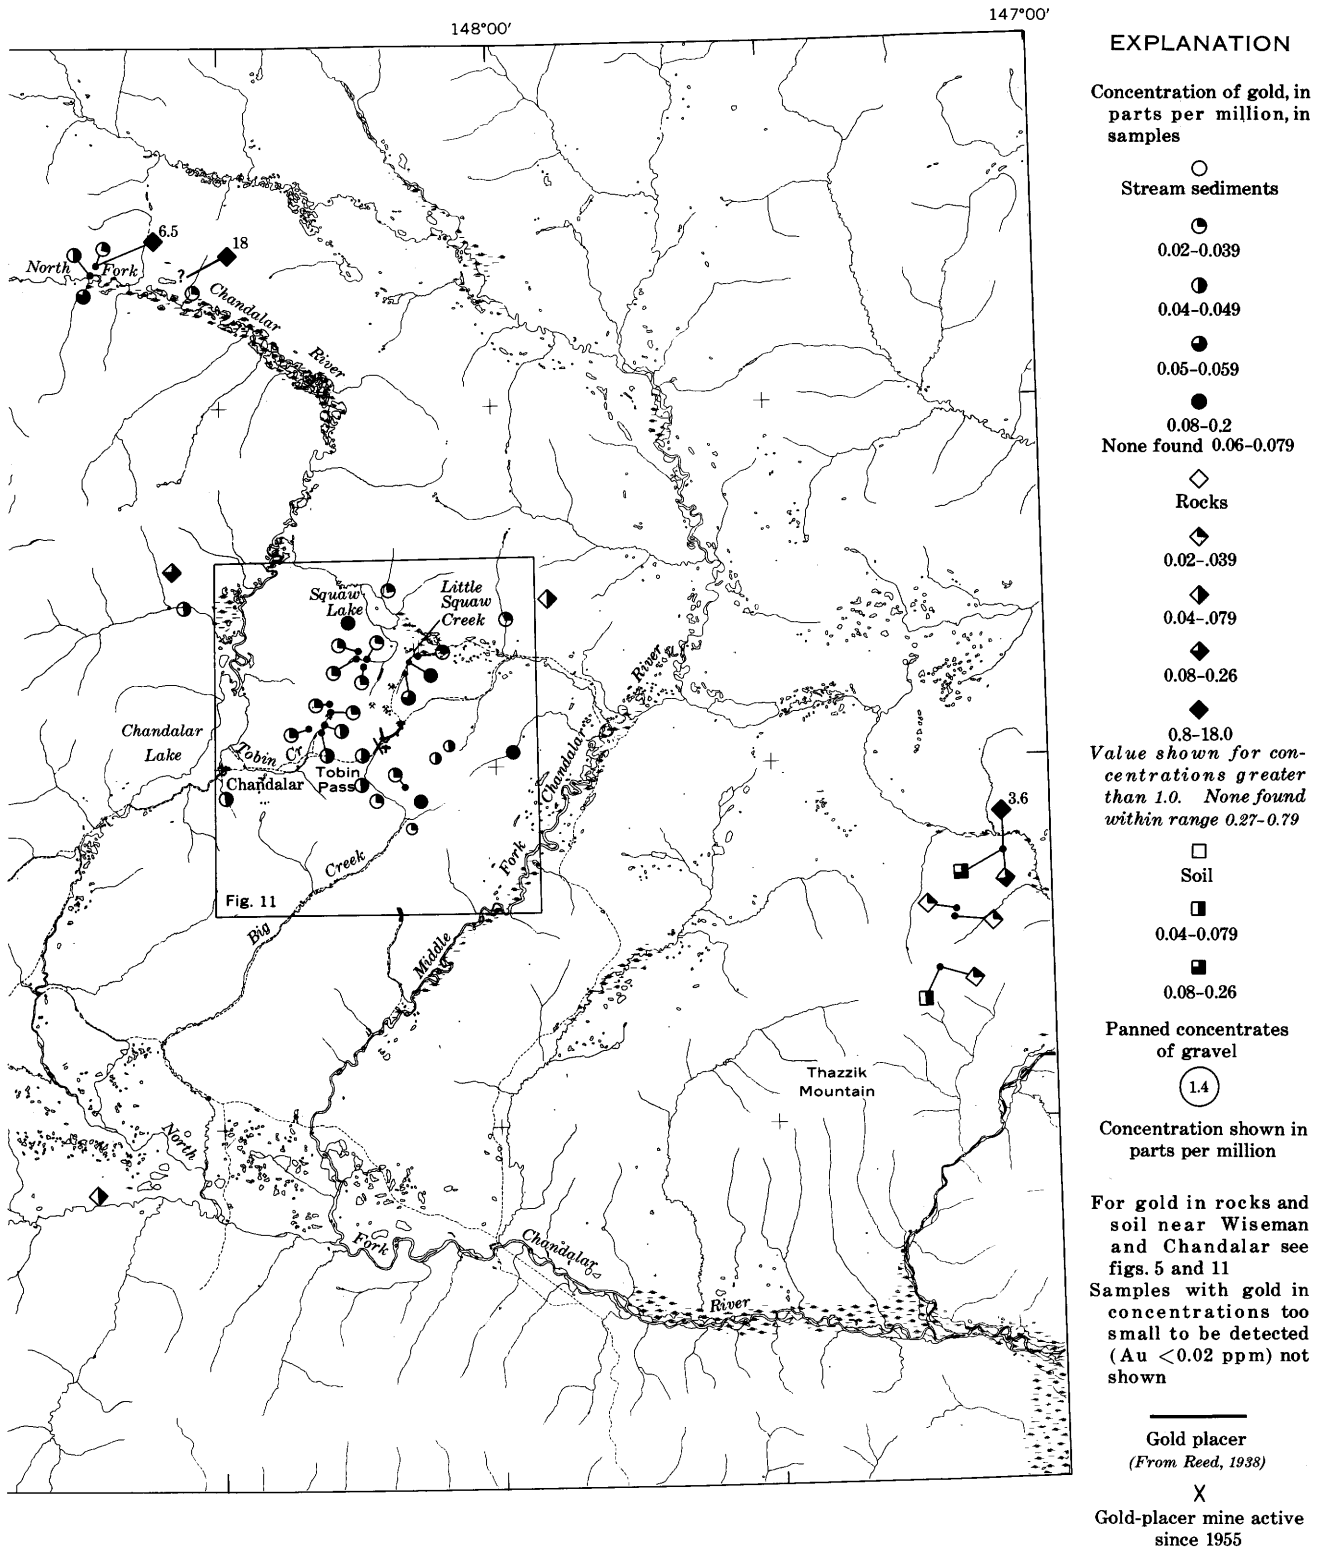 148°00'
147°00'
6.5
18
North
Fork
?
Chandalar
River
Squaw
Lake
Little
Squaw
Creek
River
Chandalar
Lake
Tobin
Cr
Tobin
Pass
Chandalar
Chandalar
3.6
Fork
Creek
Fig. 11
Big
Middle
Thazzik
Mountain
North
Fork
Chandalar
River
EXPLANATION
Concentration of gold, in
parts per million, in
samples
Stream sediments
0.02-0.039
0.04-0.049
0.05-0.059
0.08-0.2
None found 0.06-0.079
Rocks
0.02-.039
0.04-.079
0.08-0.26
0.8-18.0
Value shown for con-
centrations greater
than 1.0. None found
within range 0.27-0.79
Soil
0.04-0.079
0.08-0.26
Panned concentrates
of gravel
1.4
Concentration shown in
parts per million
For gold in rocks and
soil near Wiseman
and Chandalar see
figs. 5 and 11
Samples with gold in
concentrations too
small to be detected
(Au <0.02 ppm) not
shown
Gold placer
(From Reed, 1938)
X
Gold-placer mine active
since 1955